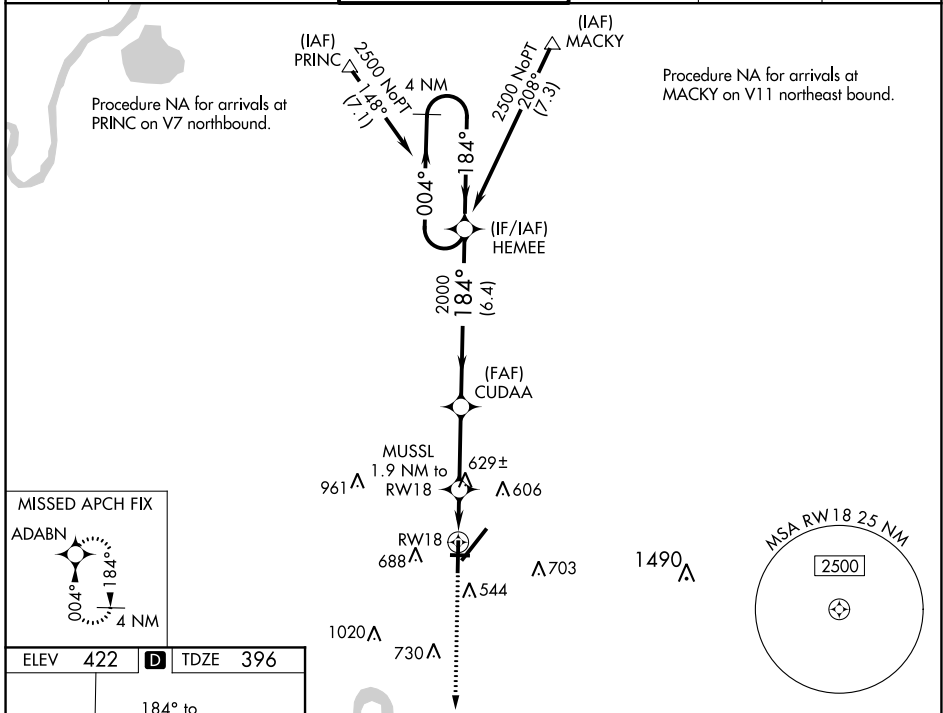 (IAF)
PRINC
2500 NoPT
148°
(7.1)
4 NM
(IAF)
MACKY
2500 NoPT
208°
(7.3)
Procedure NA for arrivals at
PRINC on V7 northbound.
Procedure NA for arrivals at
MACKY on V11 northeast bound.
004°
184°
(IF/IAF)
HEMEE
2000
184°
(6.4)
(FAF)
CUDAA
MUSSL
1.9 NM to
RW18
629±
961
606
RW18
688
703
1490
544
1020
730
MISSED APCH FIX
ADABN
004°
184°
4 NM
MSA RW18 25 NM
2500
ELEV 422 D TDZE 396
184° to